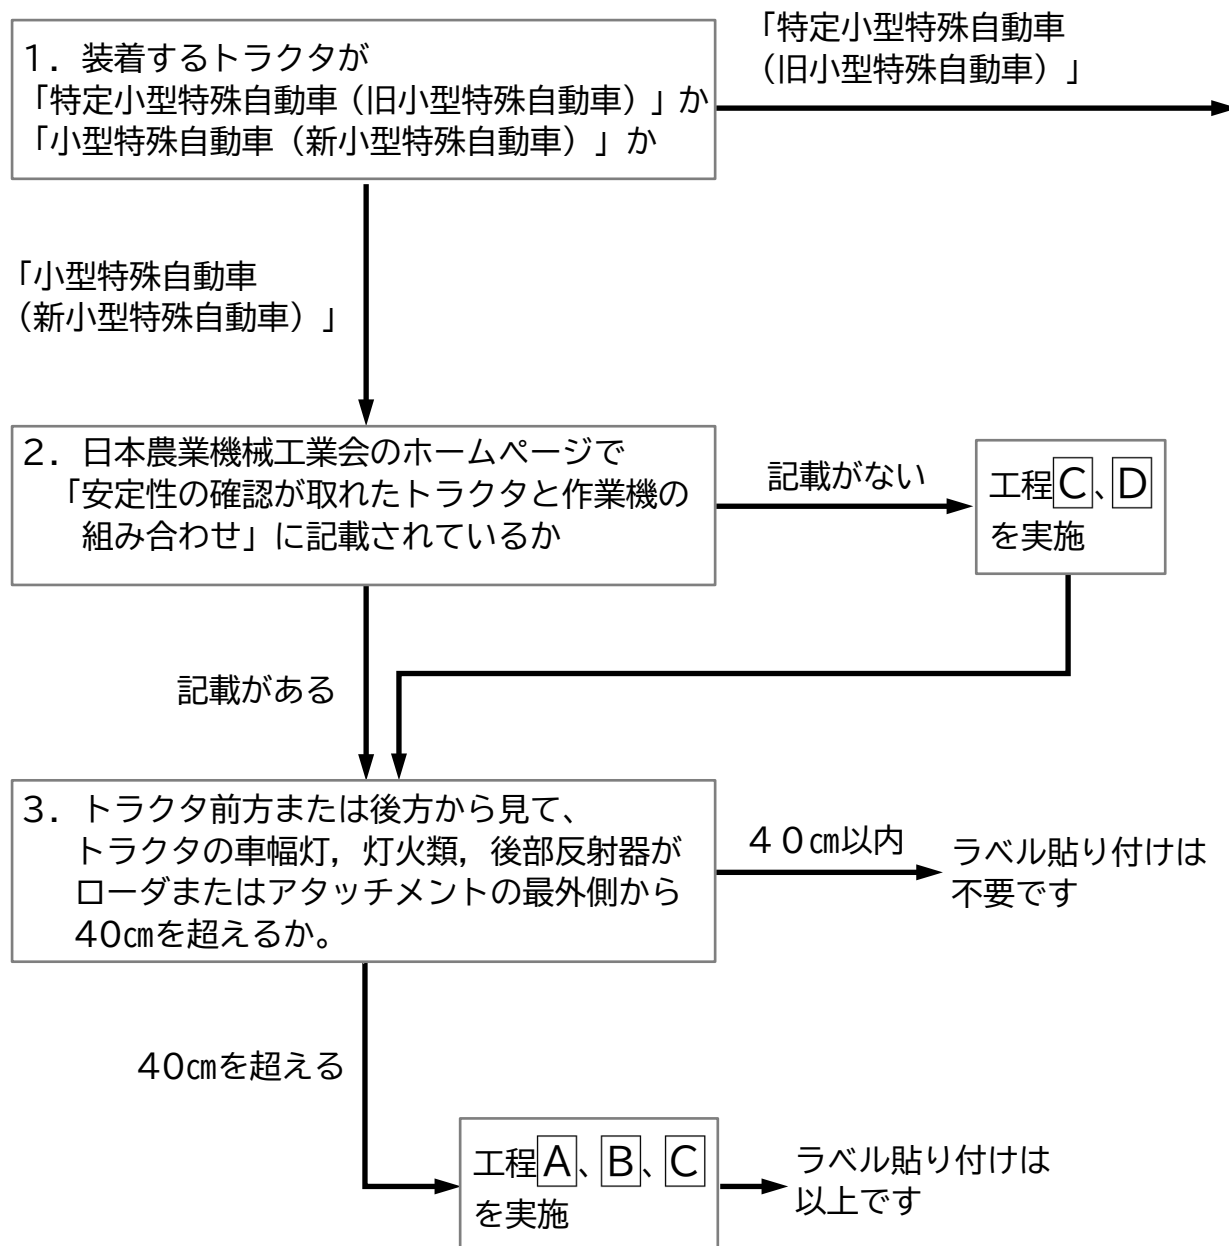 1．装着するトラクタが
「特定小型特殊自動車（旧小型特殊自動車）」か
「小型特殊自動車（新小型特殊自動車）」か
「特定小型特殊自動車
（旧小型特殊自動車）」
「小型特殊自動車
（新小型特殊自動車）」
2．日本農業機械工業会のホームページで
「安定性の確認が取れたトラクタと作業機の
組み合わせ」に記載されているか
記載がない
工程C、D
を実施
記載がある
3．トラクタ前方または後方から見て、
トラクタの車幅灯，灯火類，後部反射器が
ローダまたはアタッチメントの最外側から
40㎝を超えるか。
４０㎝以内
ラベル貼り付けは
不要です
40㎝を超える
工程A、B、C
を実施
ラベル貼り付けは
以上です